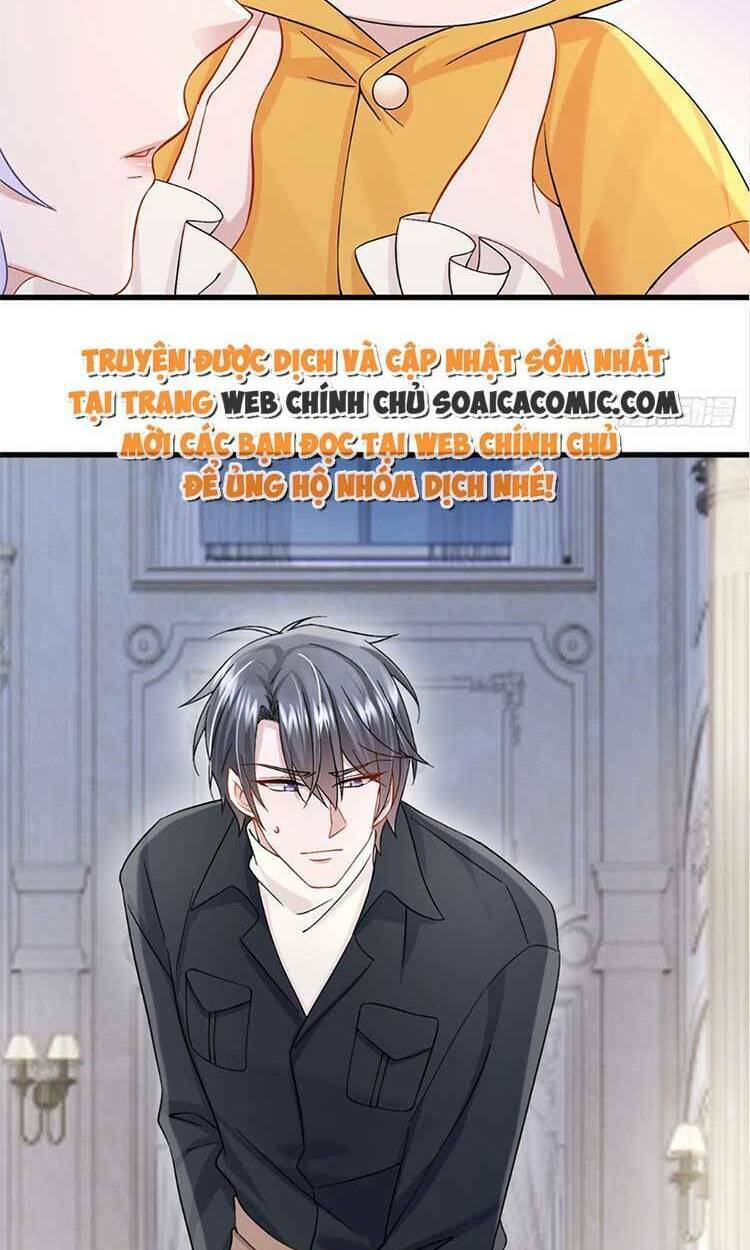 TRUYỆN ĐƯỢC DỊCH VÀ CẬP NHẬT SỚM NHẤT
TẠI TRANG WEB CHÍNH CHỦ SOAICACOMIC.COM
MỜI CÁC BẠN ĐỌC TẠI WEB CHÍNH CHỦ
ĐỂ ỦNG HỘ NHÓM DỊCH NHÉ!